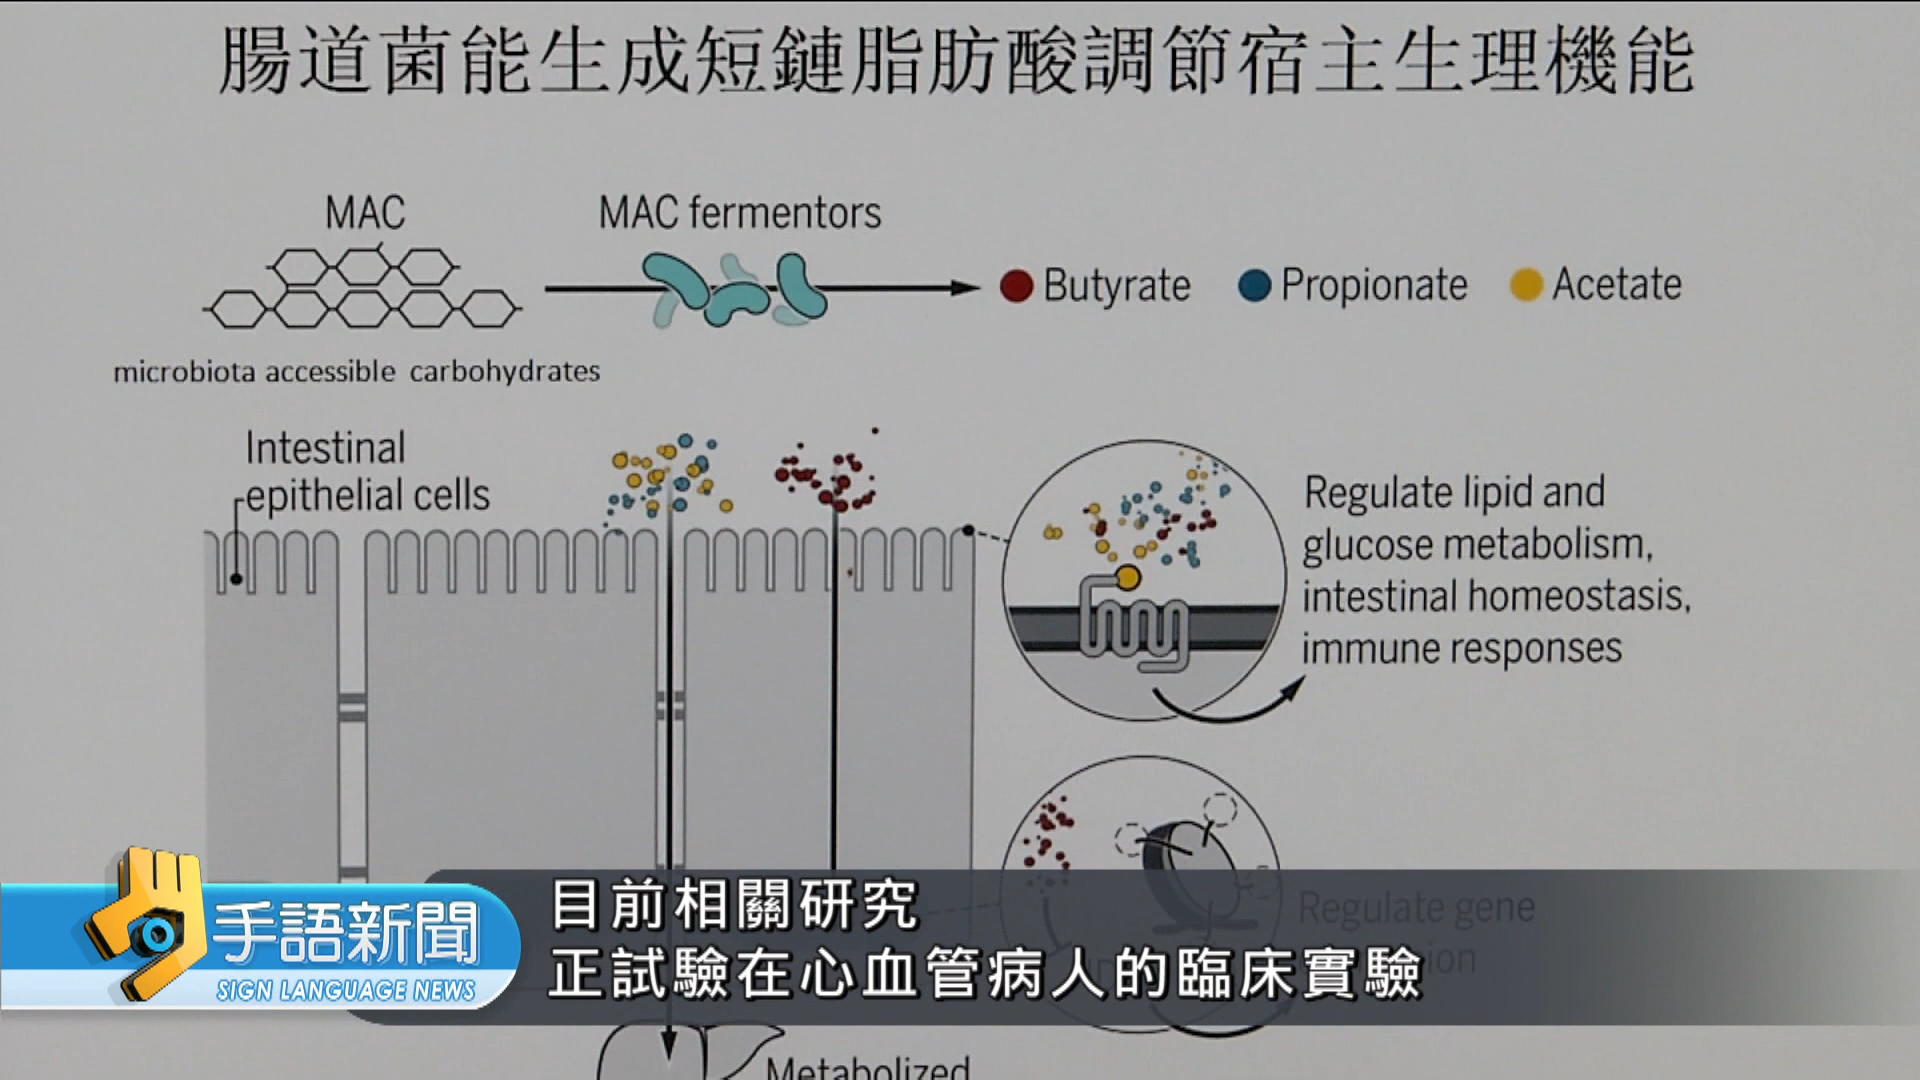 腸道菌能生成短鏈脂肪酸調節宿主生理機能
MAC
MAC fermentors
Butyrate
Propionate
Acetate
microbiota accessible carbohydrates
Intestinal
epithelial cells
Regulate lipid and
glucose metabolism,
intestinal homeostasis,
immune responses
Regulate gene
手語新聞
SIGN LANGUAGE NEWS
目前相關研究
正試驗在心血管病人的臨床實驗
Metabolized